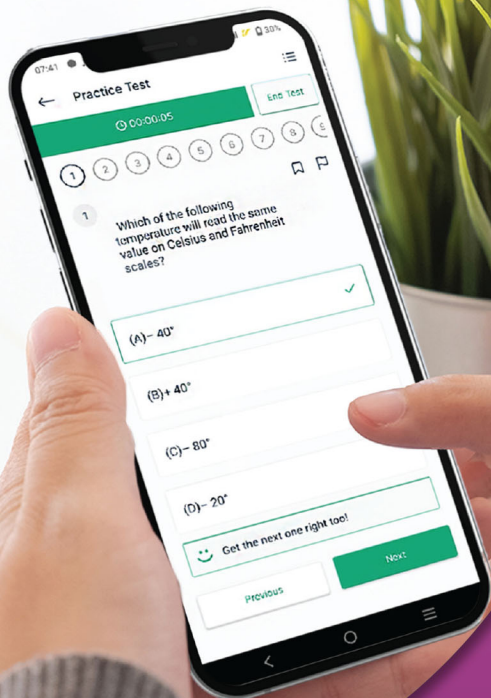 07:41 30%
← Practice Test
00:00:05 End Test
1 2 3 4 5 6 7 8
1
Which of the following
temperature will read the same
value on Celsius and Fahrenheit
scales?
(A)– 40°
(B)+ 40°
(C)– 80°
(D)– 20°
Get the next one right too!
Previous Next